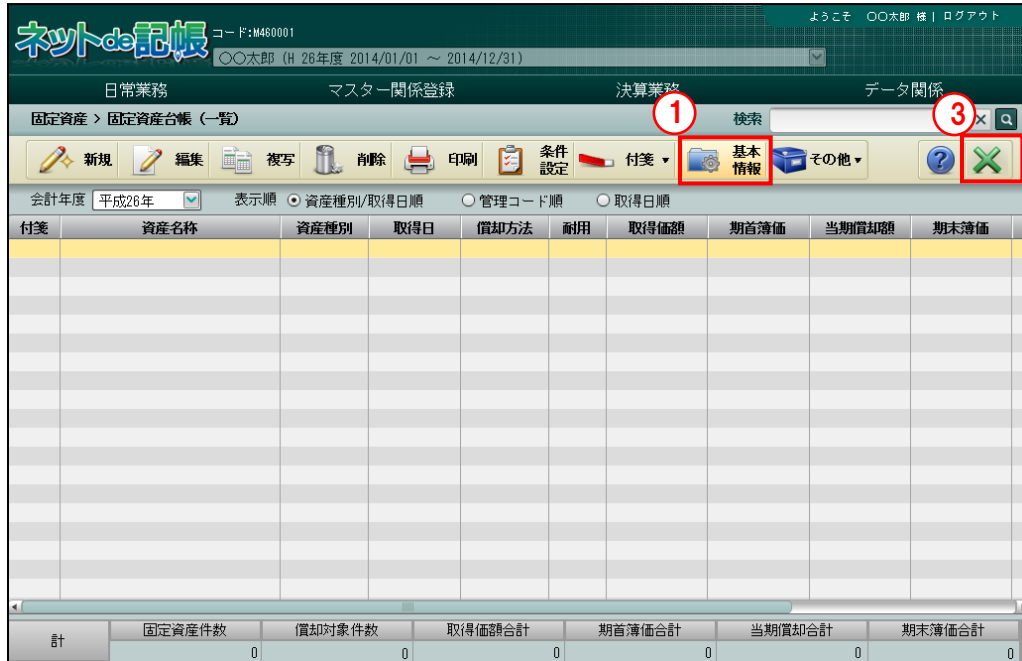 ようこそ 〇〇太郎 様 | ログアウト
ネットde記帳 コード:M460001
〇〇太郎 (H 26年度 2014/01/01 ～ 2014/12/31)
日常業務 マスター関係登録 決算業務 データ関係
固定資産 > 固定資産台帳 (一覧) 検索
① ③
新規 編集 複写 削除 印刷 条件設定 付箋 基本情報 その他
会計年度 平成26年 表示順 資産種別/取得日順 管理コード順 取得日順
付箋 資産名称 資産種別 取得日 償却方法 耐用 取得価額 期首簿価 当期償却額 期末簿価
計 固定資産件数 償却対象件数 取得価額合計 期首簿価合計 当期償却合計 期末簿価合計
0 0 0 0 0 0